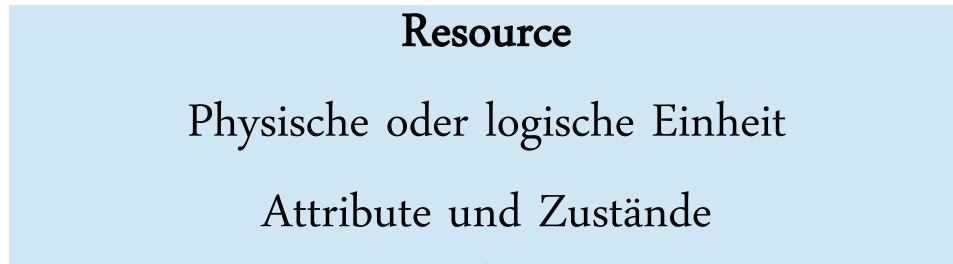 Resource
Physische oder logische Einheit
Attribute und Zustände